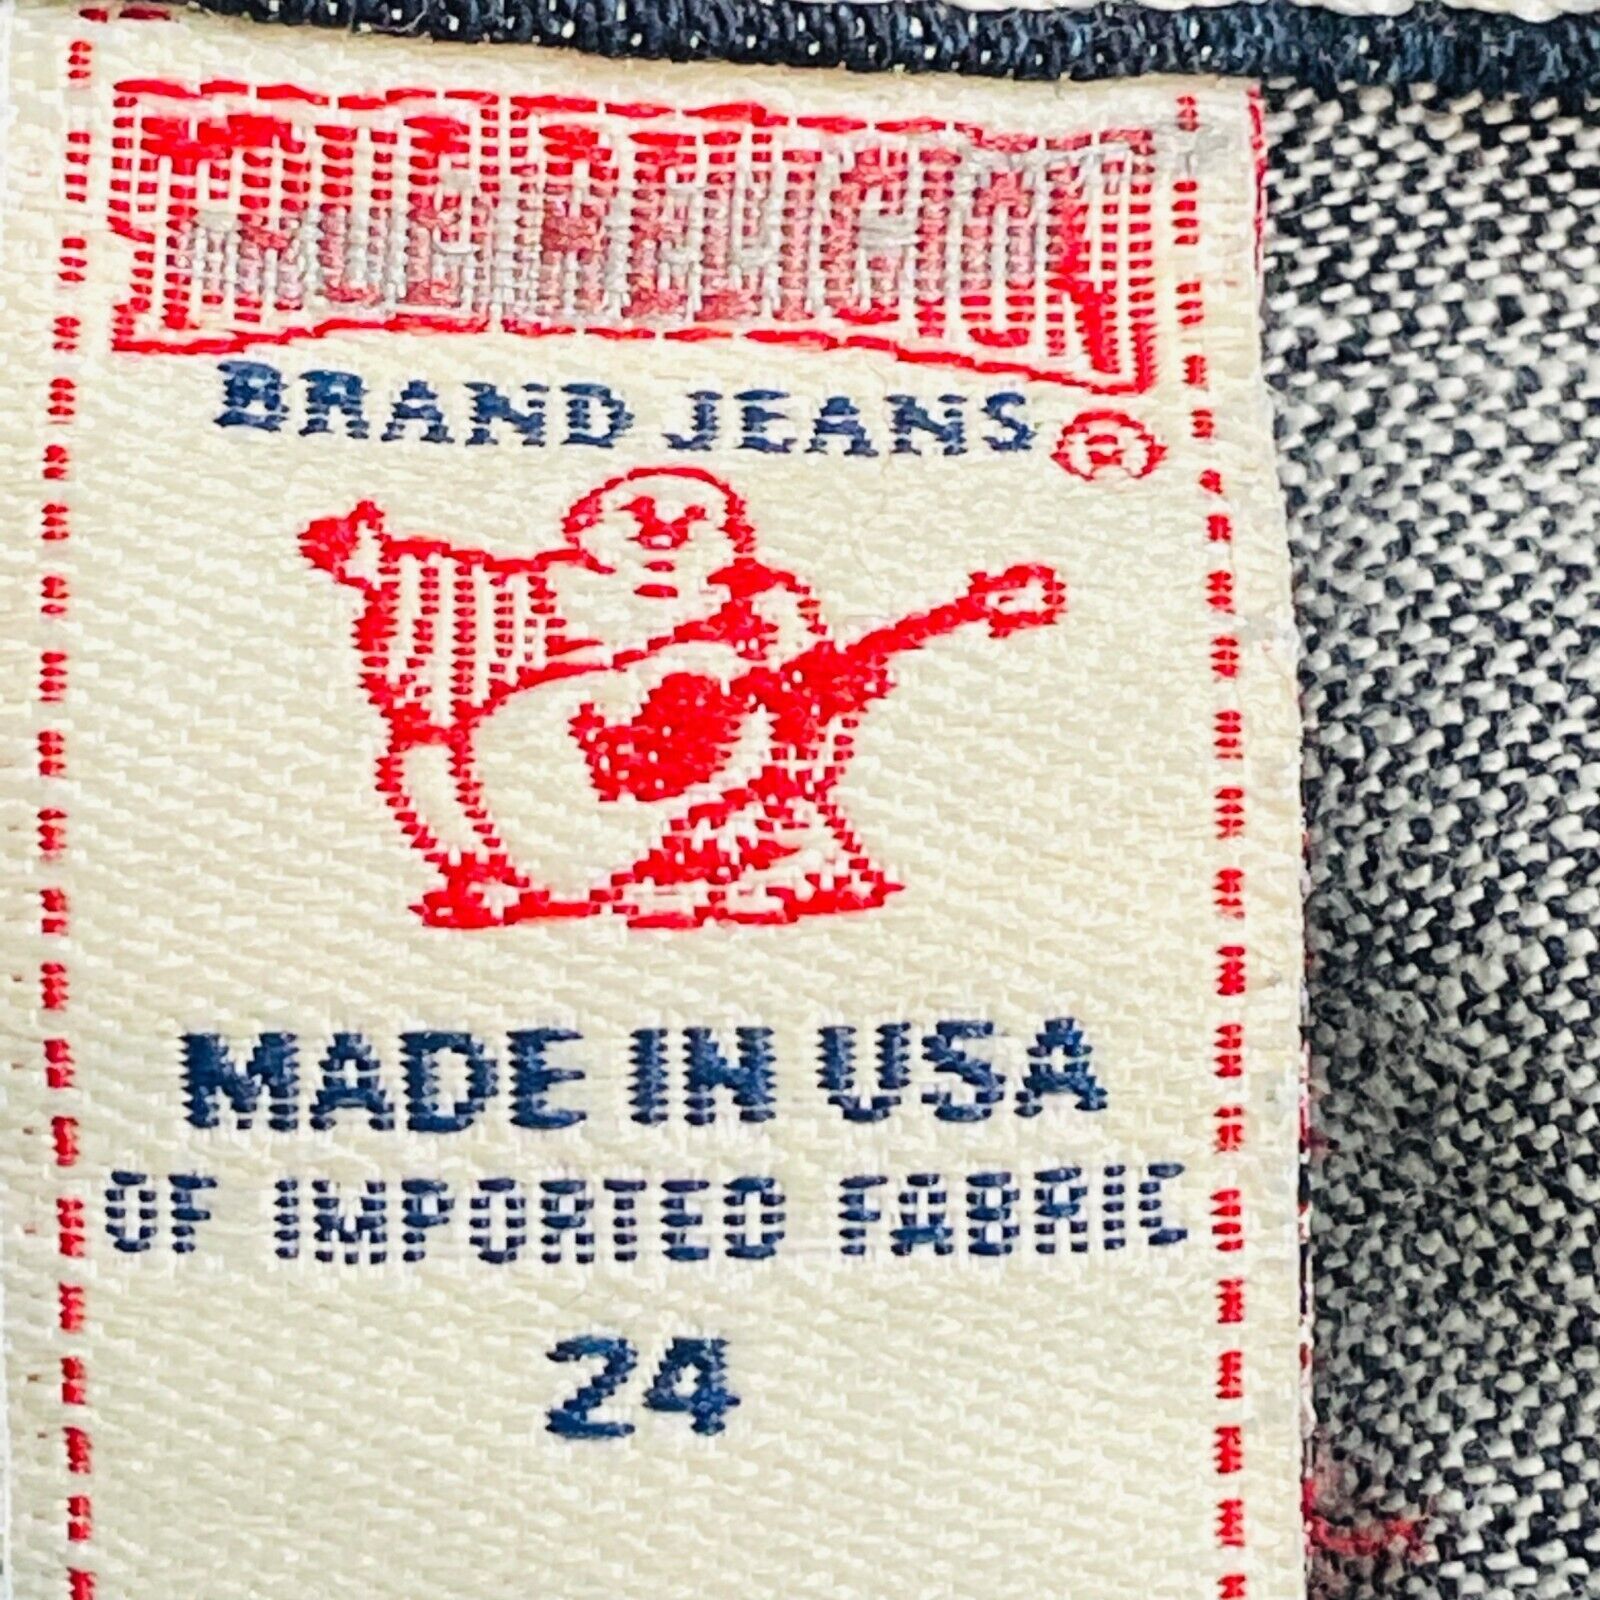 TRUE RELIGION
BRAND JEANS ®
MADE IN USA
OF IMPORTED FABRIC
24